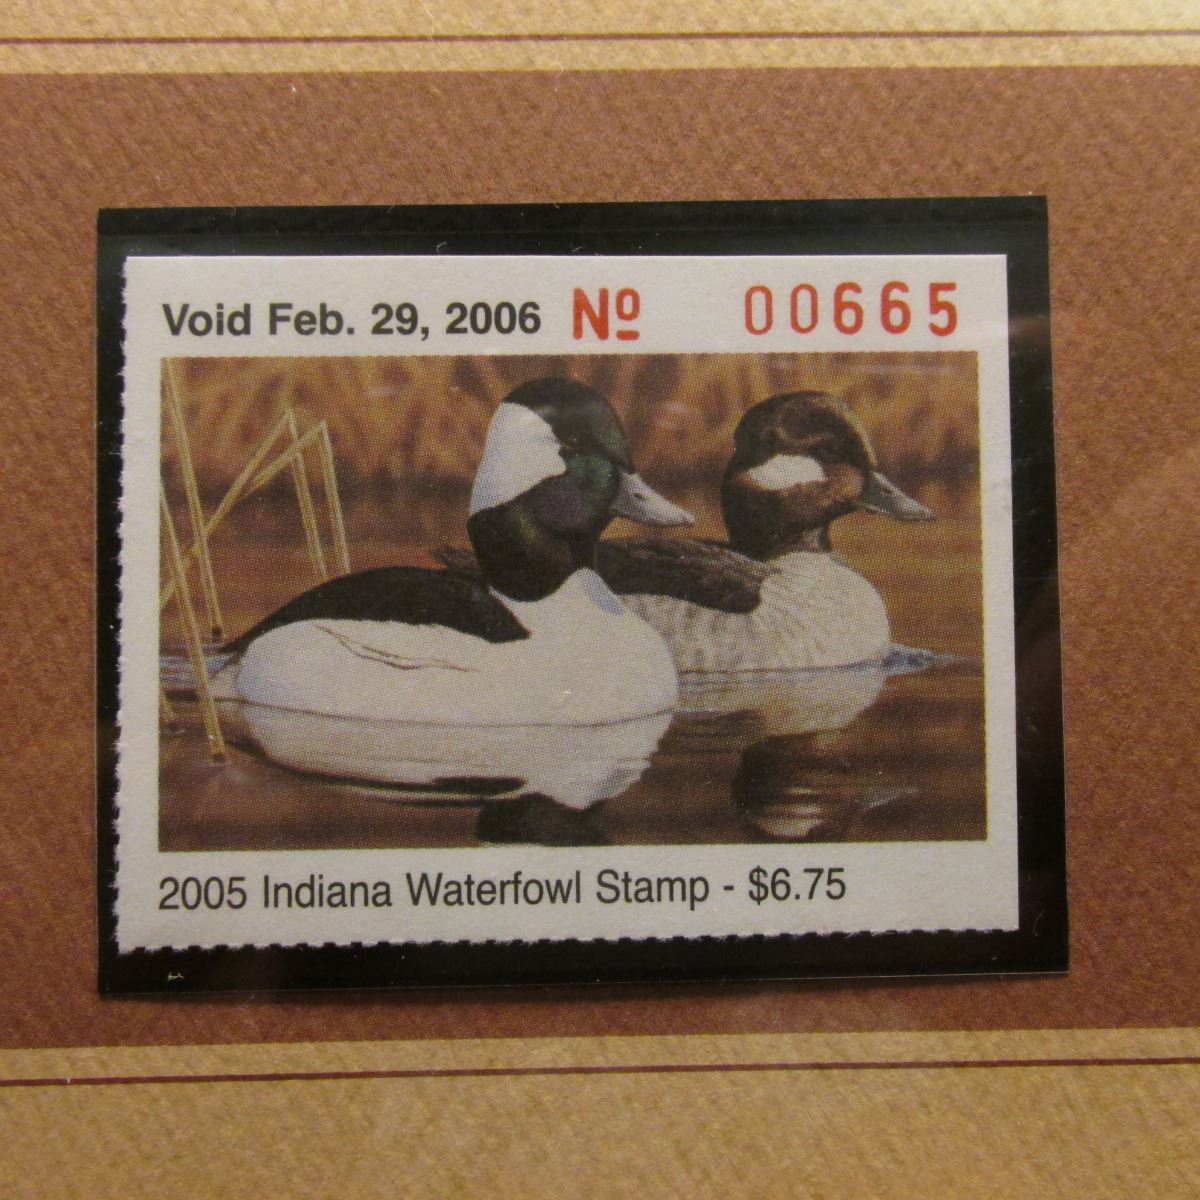 Void Feb. 29, 2006 No 00665
2005 Indiana Waterfowl Stamp - $6.75